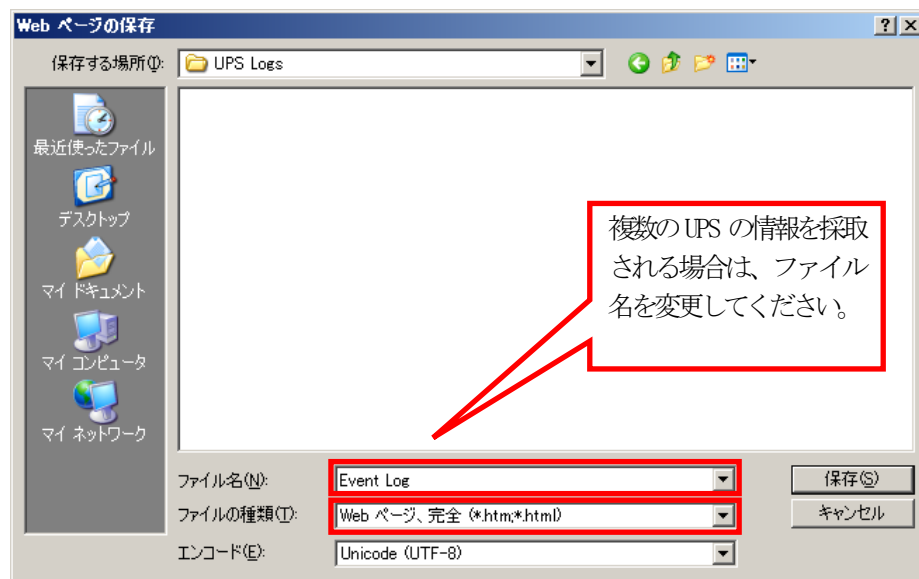 Web ページの保存
保存する場所(I):
UPS Logs
最近使ったファイル
デスクトップ
マイ ドキュメント
マイ コンピュータ
マイ ネットワーク
複数の UPS の情報を採取
される場合は、ファイル
名を変更してください。
ファイル名(N):
Event Log
保存(S)
ファイルの種類(T):
Web ページ、完全 (*.htm;*.html)
キャンセル
エンコード(E):
Unicode (UTF-8)